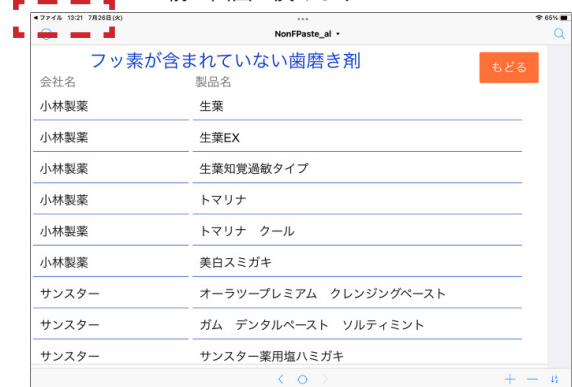 ◀ファイル 13:21 7月26日(火)
65%
NonFPaste_al
フッ素が含まれていない歯磨き剤
もどる
会社名 製品名
小林製薬 生葉
小林製薬 生葉EX
小林製薬 生葉知覚過敏タイプ
小林製薬 トマリナ
小林製薬 トマリナ クール
小林製薬 美白スミガキ
サンスター オーラツープレミアム クレンジングペースト
サンスター ガム デンタルペースト ソルティミント
サンスター サンスター薬用塩ハミガキ